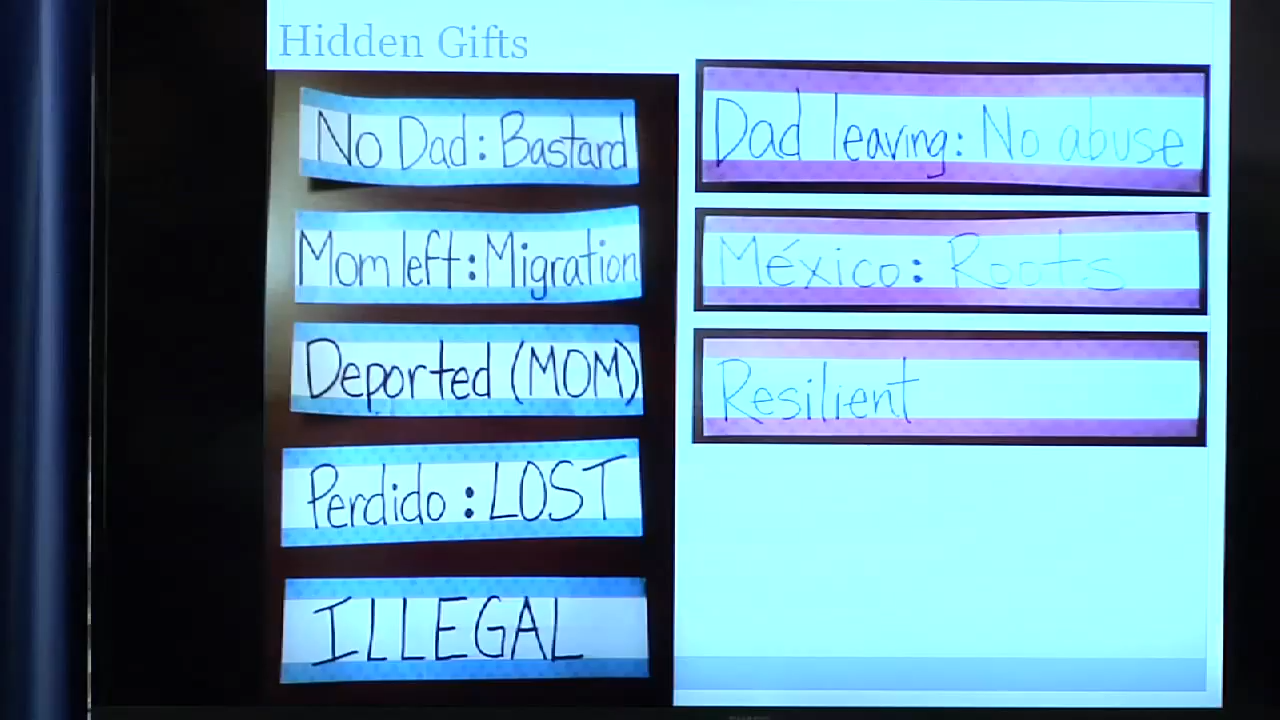 Hidden Gifts
No Dad: Bastard
Mom left: Migration
Deported (MOM)
Perdido: LOST
ILLEGAL
Dad leaving: No abuse
México: Roots
Resilient